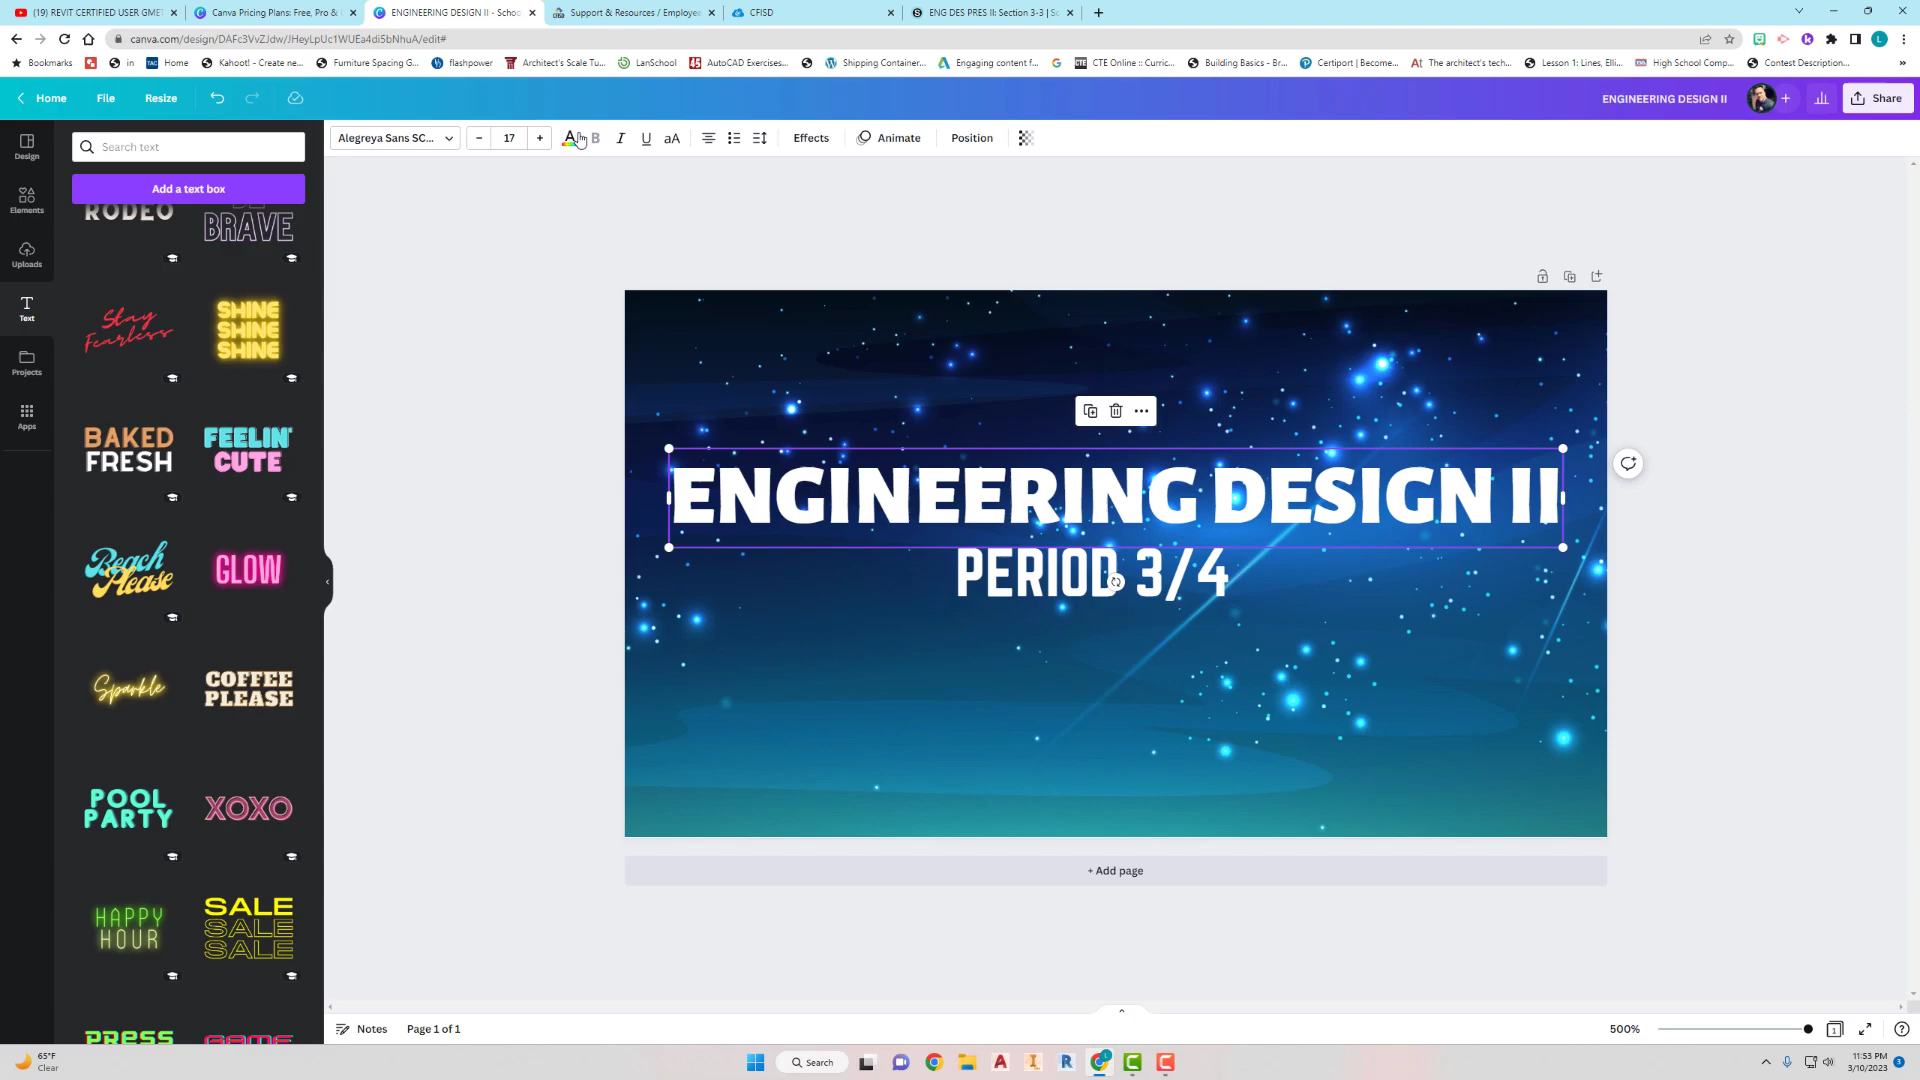 (19) REVIT CERTIFIED USER GMET
Canva Pricing Plans: Free, Pro &
ENGINEERING DESIGN II - Schoo
Support & Resources / Employee
CFISD
ENG DES PRES II: Section 3-3 | Sc
canva.com/design/DAFc3VvZJdw/JHeyLpUc1WUEa4di5bNhuA/edit#
Bookmarks
in
TAC Home
Kahoot! - Create ne...
Furniture Spacing G...
flashpower
Architect's Scale Tu...
LanSchool
45 AutoCAD Exercises...
Shipping Container...
Engaging content f...
CTE Online :: Curric...
Building Basics - Br...
Certiport | Become...
The architect's tech...
Lesson 1: Lines, Elli...
High School Comp...
Contest Description...
Home
File
Resize
ENGINEERING DESIGN II
Share
Alegreya Sans SC...
17
Effects
Animate
Position
Design
Elements
Uploads
Text
Projects
Apps
Search text
Add a text box
RODEO
BRAVE
Stay
Fearless
SHINE
SHINE
SHINE
BAKED
FRESH
FEELIN'
CUTE
Beach
Please
GLOW
Sparkle
COFFEE
PLEASE
POOL
PARTY
XOXO
HAPPY
HOUR
SALE
SALE
SALE
PRESS
GAME
ENGINEERING DESIGN II
PERIOD 3/4
+ Add page
Notes
Page 1 of 1
500%
1
65°F
Clear
Search
11:53 PM
3/10/2023
3